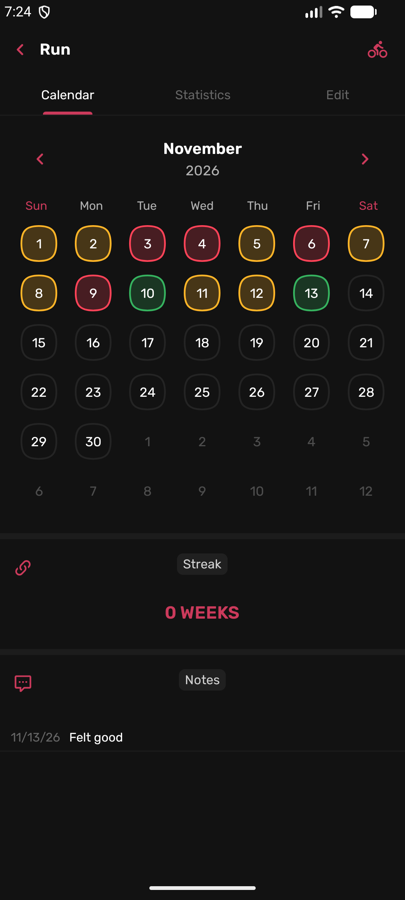 7:24
Run
Calendar Statistics Edit
November
2026
Sun Mon Tue Wed Thu Fri Sat
1 2 3 4 5 6 7
8 9 10 11 12 13 14
15 16 17 18 19 20 21
22 23 24 25 26 27 28
29 30 1 2 3 4 5
6 7 8 9 10 11 12
Streak
0 WEEKS
Notes
11/13/26 Felt good